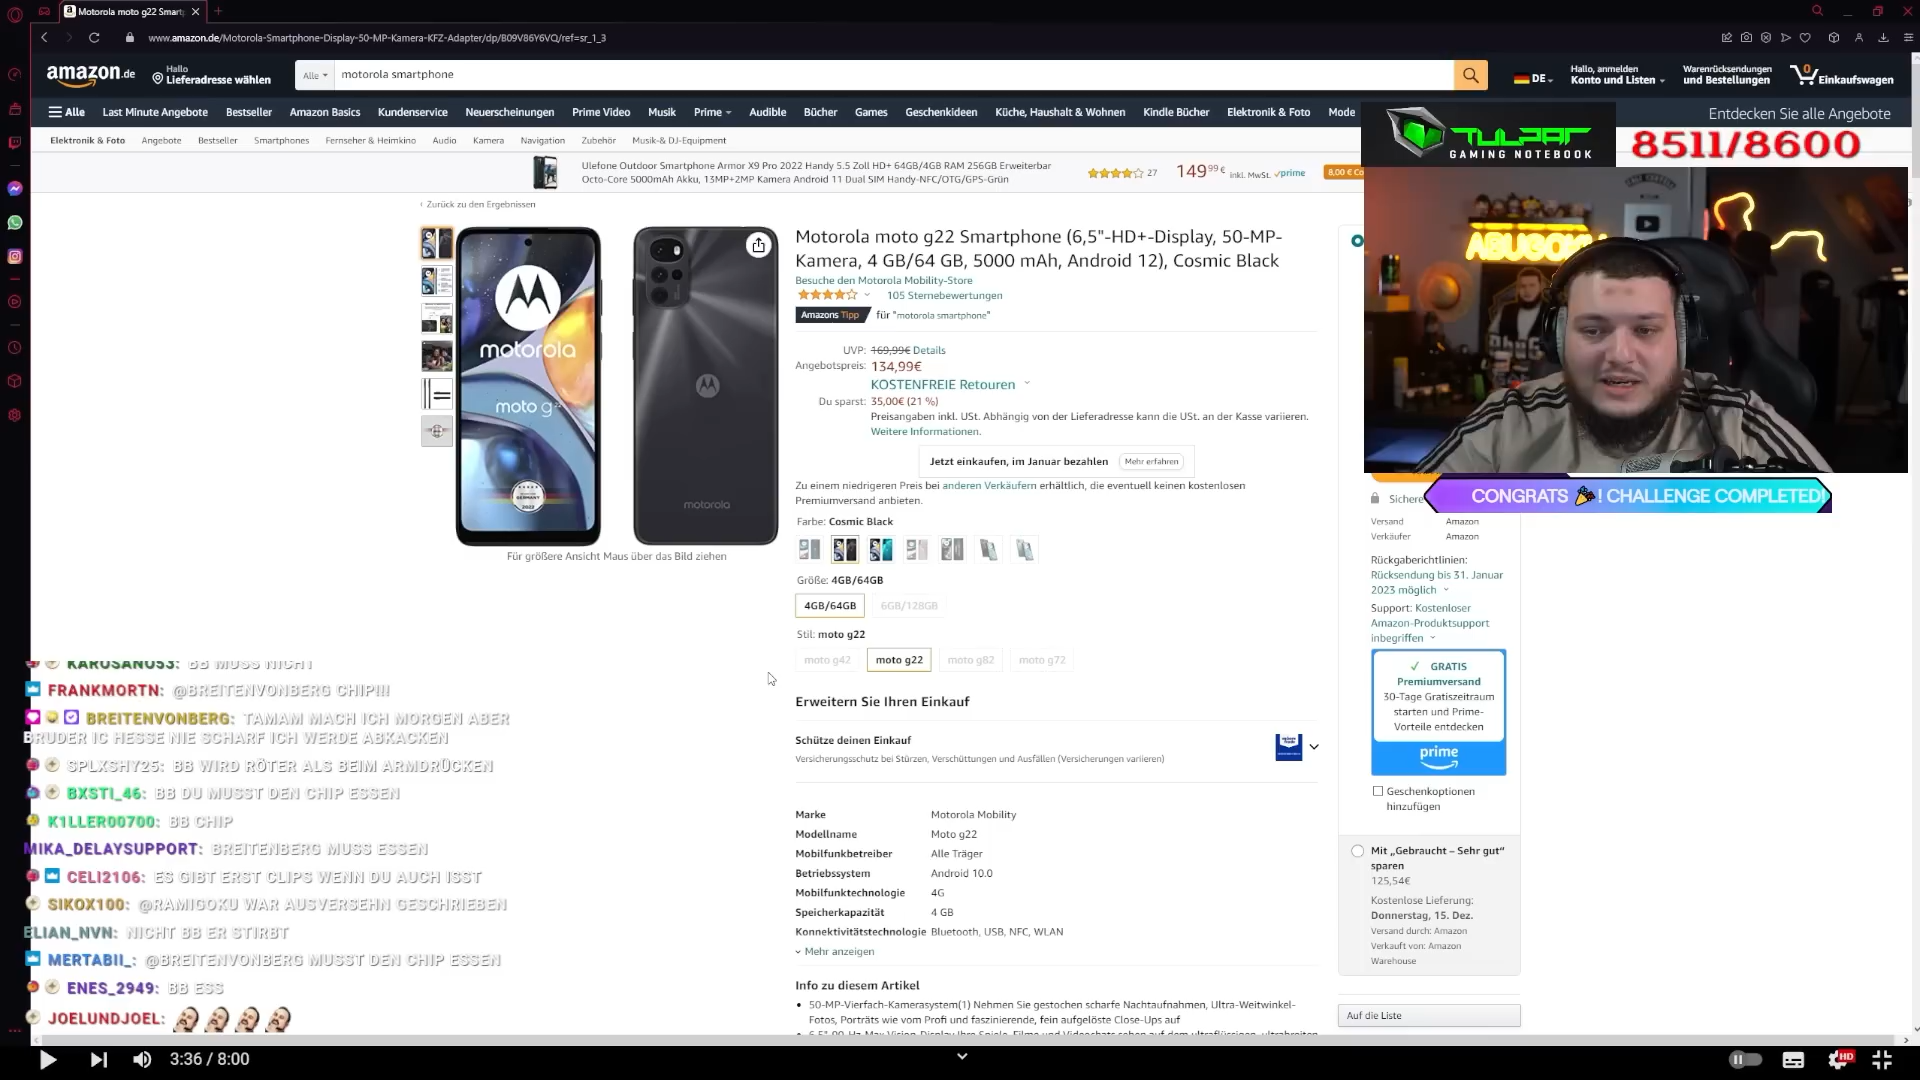 Motorola moto g22 Smart
www.amazon.de/Motorola-Smartphone-Display-50-MP-Kamera-KFZ-Adapter/dp/B09V86Y6VQ/ref=sr_1_3
amazon.de
Hallo
Lieferadresse wählen
Alle
motorola smartphone
DE
Hallo, anmelden
Konto und Listen
Warenrücksendungen
und Bestellungen
0
Einkaufswagen
Alle
Last Minute Angebote
Bestseller
Amazon Basics
Kundenservice
Neuerscheinungen
Prime Video
Musik
Prime
Audible
Bücher
Games
Geschenkideen
Küche, Haushalt & Wohnen
Kindle Bücher
Elektronik & Foto
Mode
Entdecken Sie alle Angebote
Elektronik & Foto
Angebote
Bestseller
Smartphones
Fernseher & Heimkino
Audio
Kamera
Navigation
Zubehör
Musik-& DJ-Equipment
TULPAR
GAMING NOTEBOOK
8511/8600
Ulefone Outdoor Smartphone Armor X9 Pro 2022 Handy 5.5 Zoll HD+ 64GB/4GB RAM 256GB Erweiterbar
Octo-Core 5000mAh Akku, 13MP+2MP Kamera Android 11 Dual SIM Handy-NFC/OTG/GPS-Grün
27
149,99 € inkl. MwSt. prime
8,00 € Co
‹ Zurück zu den Ergebnissen
motorola
moto g22
GERMANY
2022
motorola
Für größere Ansicht Maus über das Bild ziehen
Motorola moto g22 Smartphone (6,5"-HD+-Display, 50-MP-
Kamera, 4 GB/64 GB, 5000 mAh, Android 12), Cosmic Black
Besuche den Motorola Mobility-Store
105 Sternebewertungen
Amazons Tipp für "motorola smartphone"
UVP: 169,99€ Details
Angebotspreis: 134,99€
KOSTENFREIE Retouren
Du sparst: 35,00€ (21 %)
Preisangaben inkl. USt. Abhängig von der Lieferadresse kann die USt. an der Kasse variieren.
Weitere Informationen.
Jetzt einkaufen, im Januar bezahlen
Mehr erfahren
Zu einem niedrigeren Preis bei anderen Verkäufern erhältlich, die eventuell keinen kostenlosen
Premiumversand anbieten.
Farbe: Cosmic Black
Größe: 4GB/64GB
4GB/64GB
6GB/128GB
Stil: moto g22
moto g42
moto g22
moto g82
moto g72
Erweitern Sie Ihren Einkauf
Schütze deinen Einkauf
Versicherungsschutz bei Stürzen, Verschüttungen und Ausfällen (Versicherungen variieren)
Marke Motorola Mobility
Modellname Moto g22
Mobilfunkbetreiber Alle Träger
Betriebssystem Android 10.0
Mobilfunktechnologie 4G
Speicherkapazität 4 GB
Konnektivitätstechnologie Bluetooth, USB, NFC, WLAN
Mehr anzeigen
Info zu diesem Artikel
• 50-MP-Vierfach-Kamerasystem(1) Nehmen Sie gestochen scharfe Nachtaufnahmen, Ultra-Weitwinkel-
Fotos, Porträts wie vom Profi und faszinierende, fein aufgelöste Close-Ups auf
ABUGOKU
CONGRATS 🎉! CHALLENGE COMPLETED!
Sichere
Versand Amazon
Verkäufer Amazon
Rückgaberichtlinien:
Rücksendung bis 31. Januar
2023 möglich
Support: Kostenloser
Amazon-Produktsupport
inbegriffen
✓ GRATIS
Premiumversand
30-Tage Gratiszeitraum
starten und Prime-
Vorteile entdecken
prime
Geschenkoptionen
hinzufügen
Mit „Gebraucht – Sehr gut“
sparen
125,54€
Kostenlose Lieferung:
Donnerstag, 15. Dez.
Versand durch: Amazon
Verkauft von: Amazon
Warehouse
Auf die Liste
KAROSANO53: BB MUSS NICHT
FRANKMORTN: @BREITENVONBERG CHIP!!!
BREITENVONBERG: TAMAM MACH ICH MORGEN ABER
BRUDER IC HESSE NIE SCHARF ICH WERDE ABKACKEN
SPLXSHY25: BB WIRD RÖTER ALS BEIM ARMDRÜCKEN
BXSTI_46: BB DU MUSST DEN CHIP ESSEN
K1LLER00700: BB CHIP
MIKA_DELAYSUPPORT: BREITENBERG MUSS ESSEN
CELI2106: ES GIBT ERST CLIPS WENN DU AUCH ISST
SIKOX100: @RAMIGOKU WAR AUSVERSEHN GESCHRIEBEN
ELIAN_NVN: NICHT BB ER STIRBT
MERTABII_: @BREITENVONBERG MUSST DEN CHIP ESSEN
ENES_2949: BB ESS
JOELUNDJOEL:
3:36 / 8:00
HD